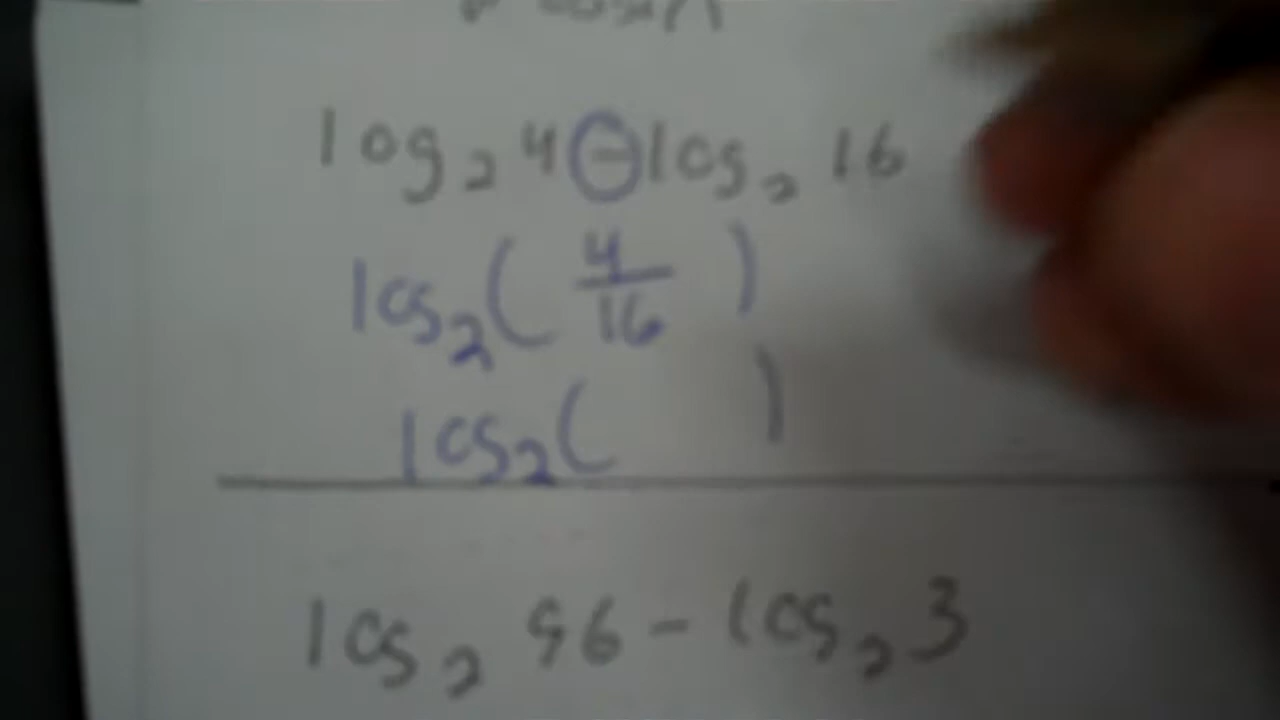 log₂ 4 - log₂ 16
log₂( 4/16 )
log₂( )
log₂ 96 - log₂ 3